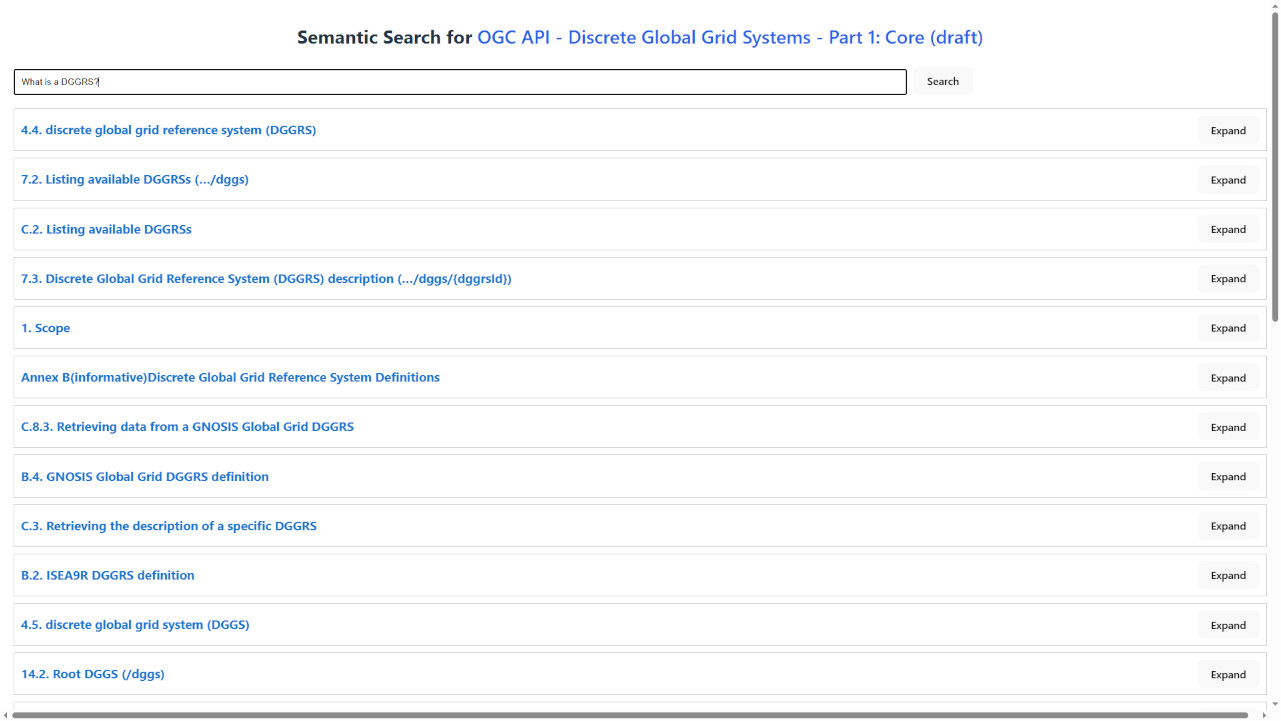 Semantic Search for OGC API - Discrete Global Grid Systems - Part 1: Core (draft)
What is a DGGRS?
Search
4.4. discrete global grid reference system (DGGRS)
Expand
7.2. Listing available DGGRSs (.../dggs)
Expand
C.2. Listing available DGGRSs
Expand
7.3. Discrete Global Grid Reference System (DGGRS) description (.../dggs/{dggrsId})
Expand
1. Scope
Expand
Annex B(informative)Discrete Global Grid Reference System Definitions
Expand
C.8.3. Retrieving data from a GNOSIS Global Grid DGGRS
Expand
B.4. GNOSIS Global Grid DGGRS definition
Expand
C.3. Retrieving the description of a specific DGGRS
Expand
B.2. ISEA9R DGGRS definition
Expand
4.5. discrete global grid system (DGGS)
Expand
14.2. Root DGGS (/dggs)
Expand